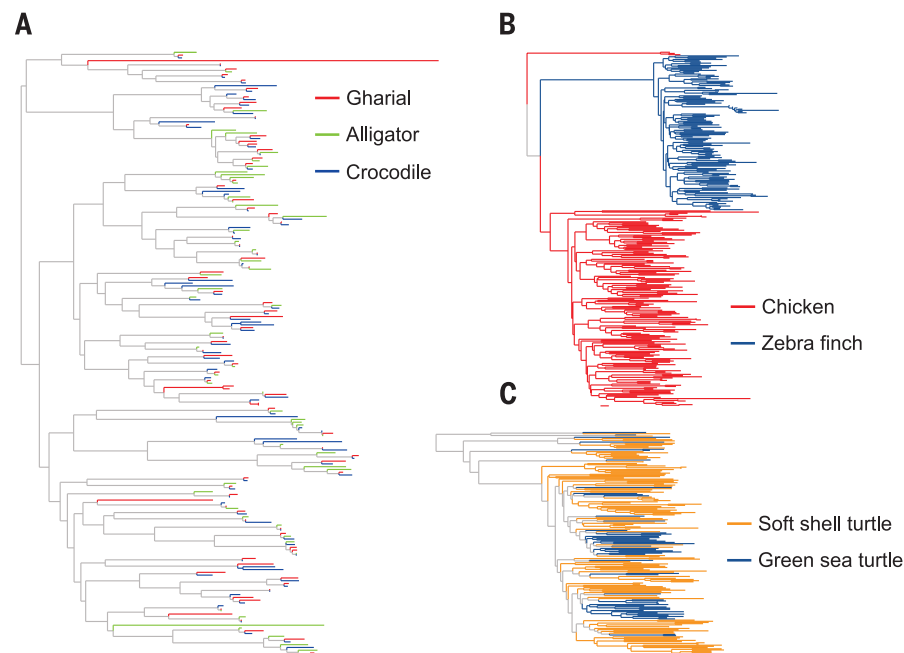 A
Gharial
Alligator
Crocodile
B
Chicken
Zebra finch
C
Soft shell turtle
Green sea turtle